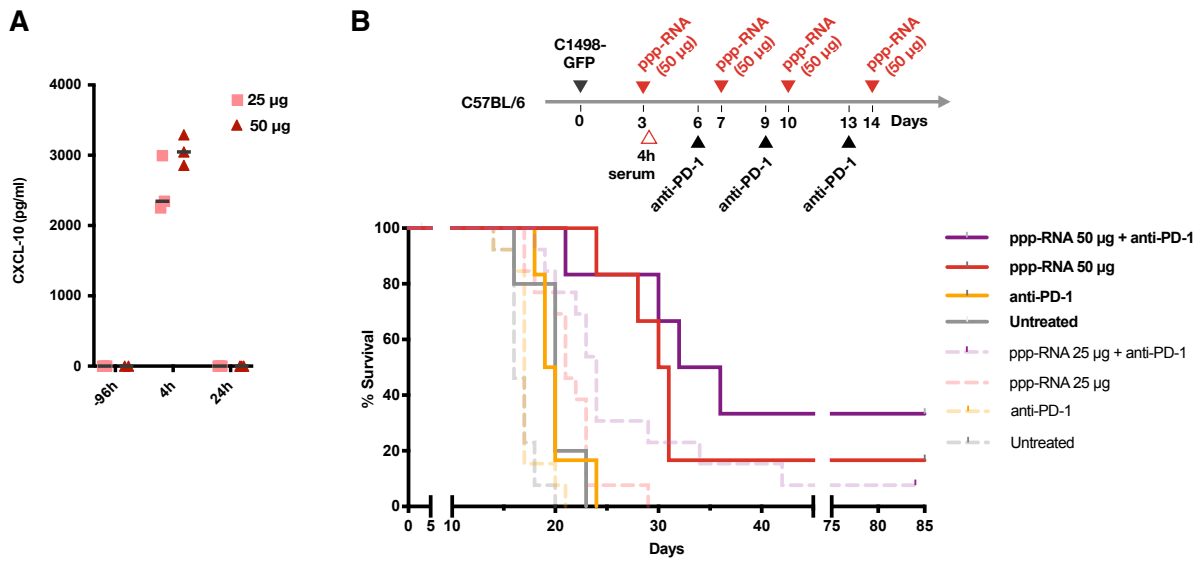 A
CXCL-10 (pg/ml)
4000
3000
2000
1000
0
-96h
4h
24h
25 µg
50 µg
B
C1498-
GFP
ppp-RNA
(50 µg)
ppp-RNA
(50 µg)
ppp-RNA
(50 µg)
ppp-RNA
(50 µg)
C57BL/6
0 3 6 7 9 10 13 14 Days
4h
serum
anti-PD-1
anti-PD-1
anti-PD-1
% Survival
100
80
60
40
20
0
0 5 10 20 30 40 75 80 85
Days
ppp-RNA 50 µg + anti-PD-1
ppp-RNA 50 µg
anti-PD-1
Untreated
ppp-RNA 25 µg + anti-PD-1
ppp-RNA 25 µg
anti-PD-1
Untreated